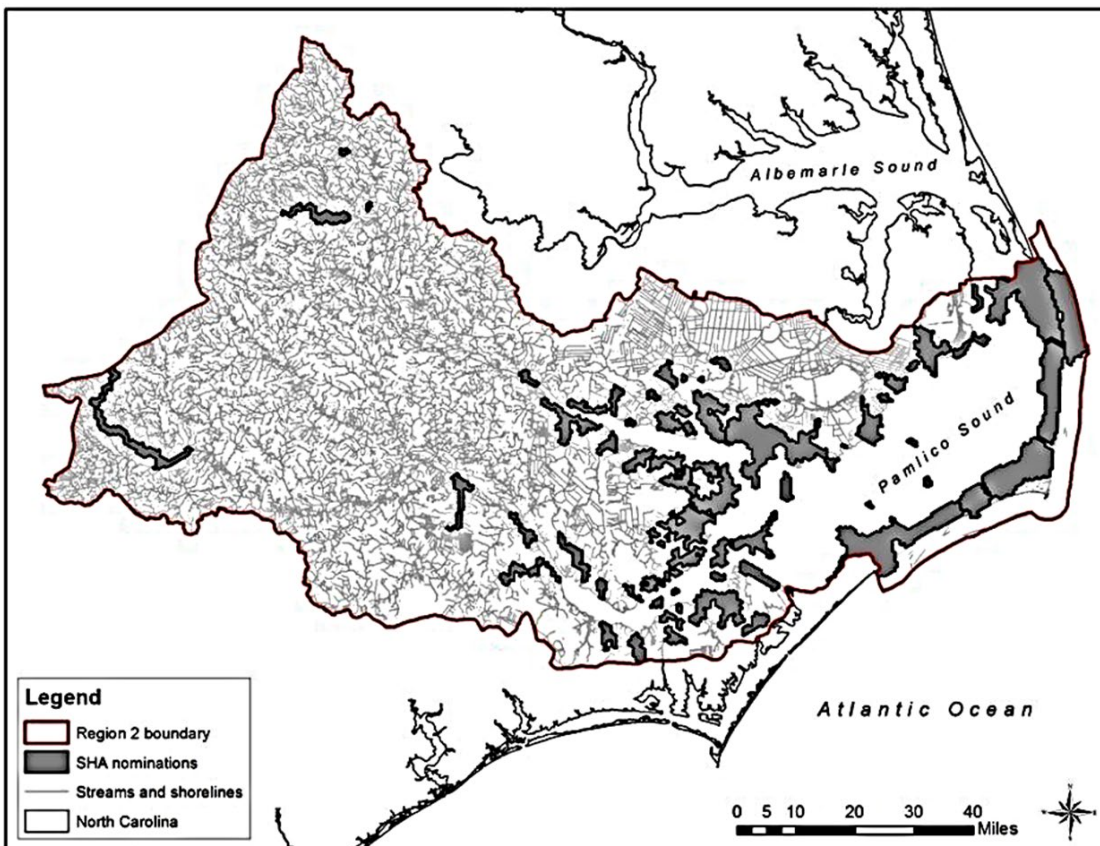 Albemarle Sound
Pamlico Sound
Atlantic Ocean
Legend
Region 2 boundary
SHA nominations
Streams and shorelines
North Carolina
0 5 10 20 30 40
Miles
N